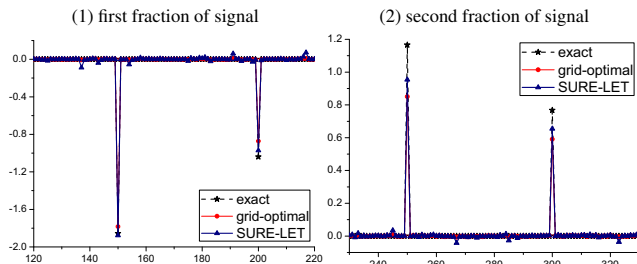 (1) first fraction of signal
(2) second fraction of signal
0.0
-0.4
-0.8
-1.2
-1.6
-2.0
120 140 160 180 200 220
exact
grid-optimal
SURE-LET
1.2
1.0
0.8
0.6
0.4
0.2
0.0
240 260 280 300 320
exact
grid-optimal
SURE-LET